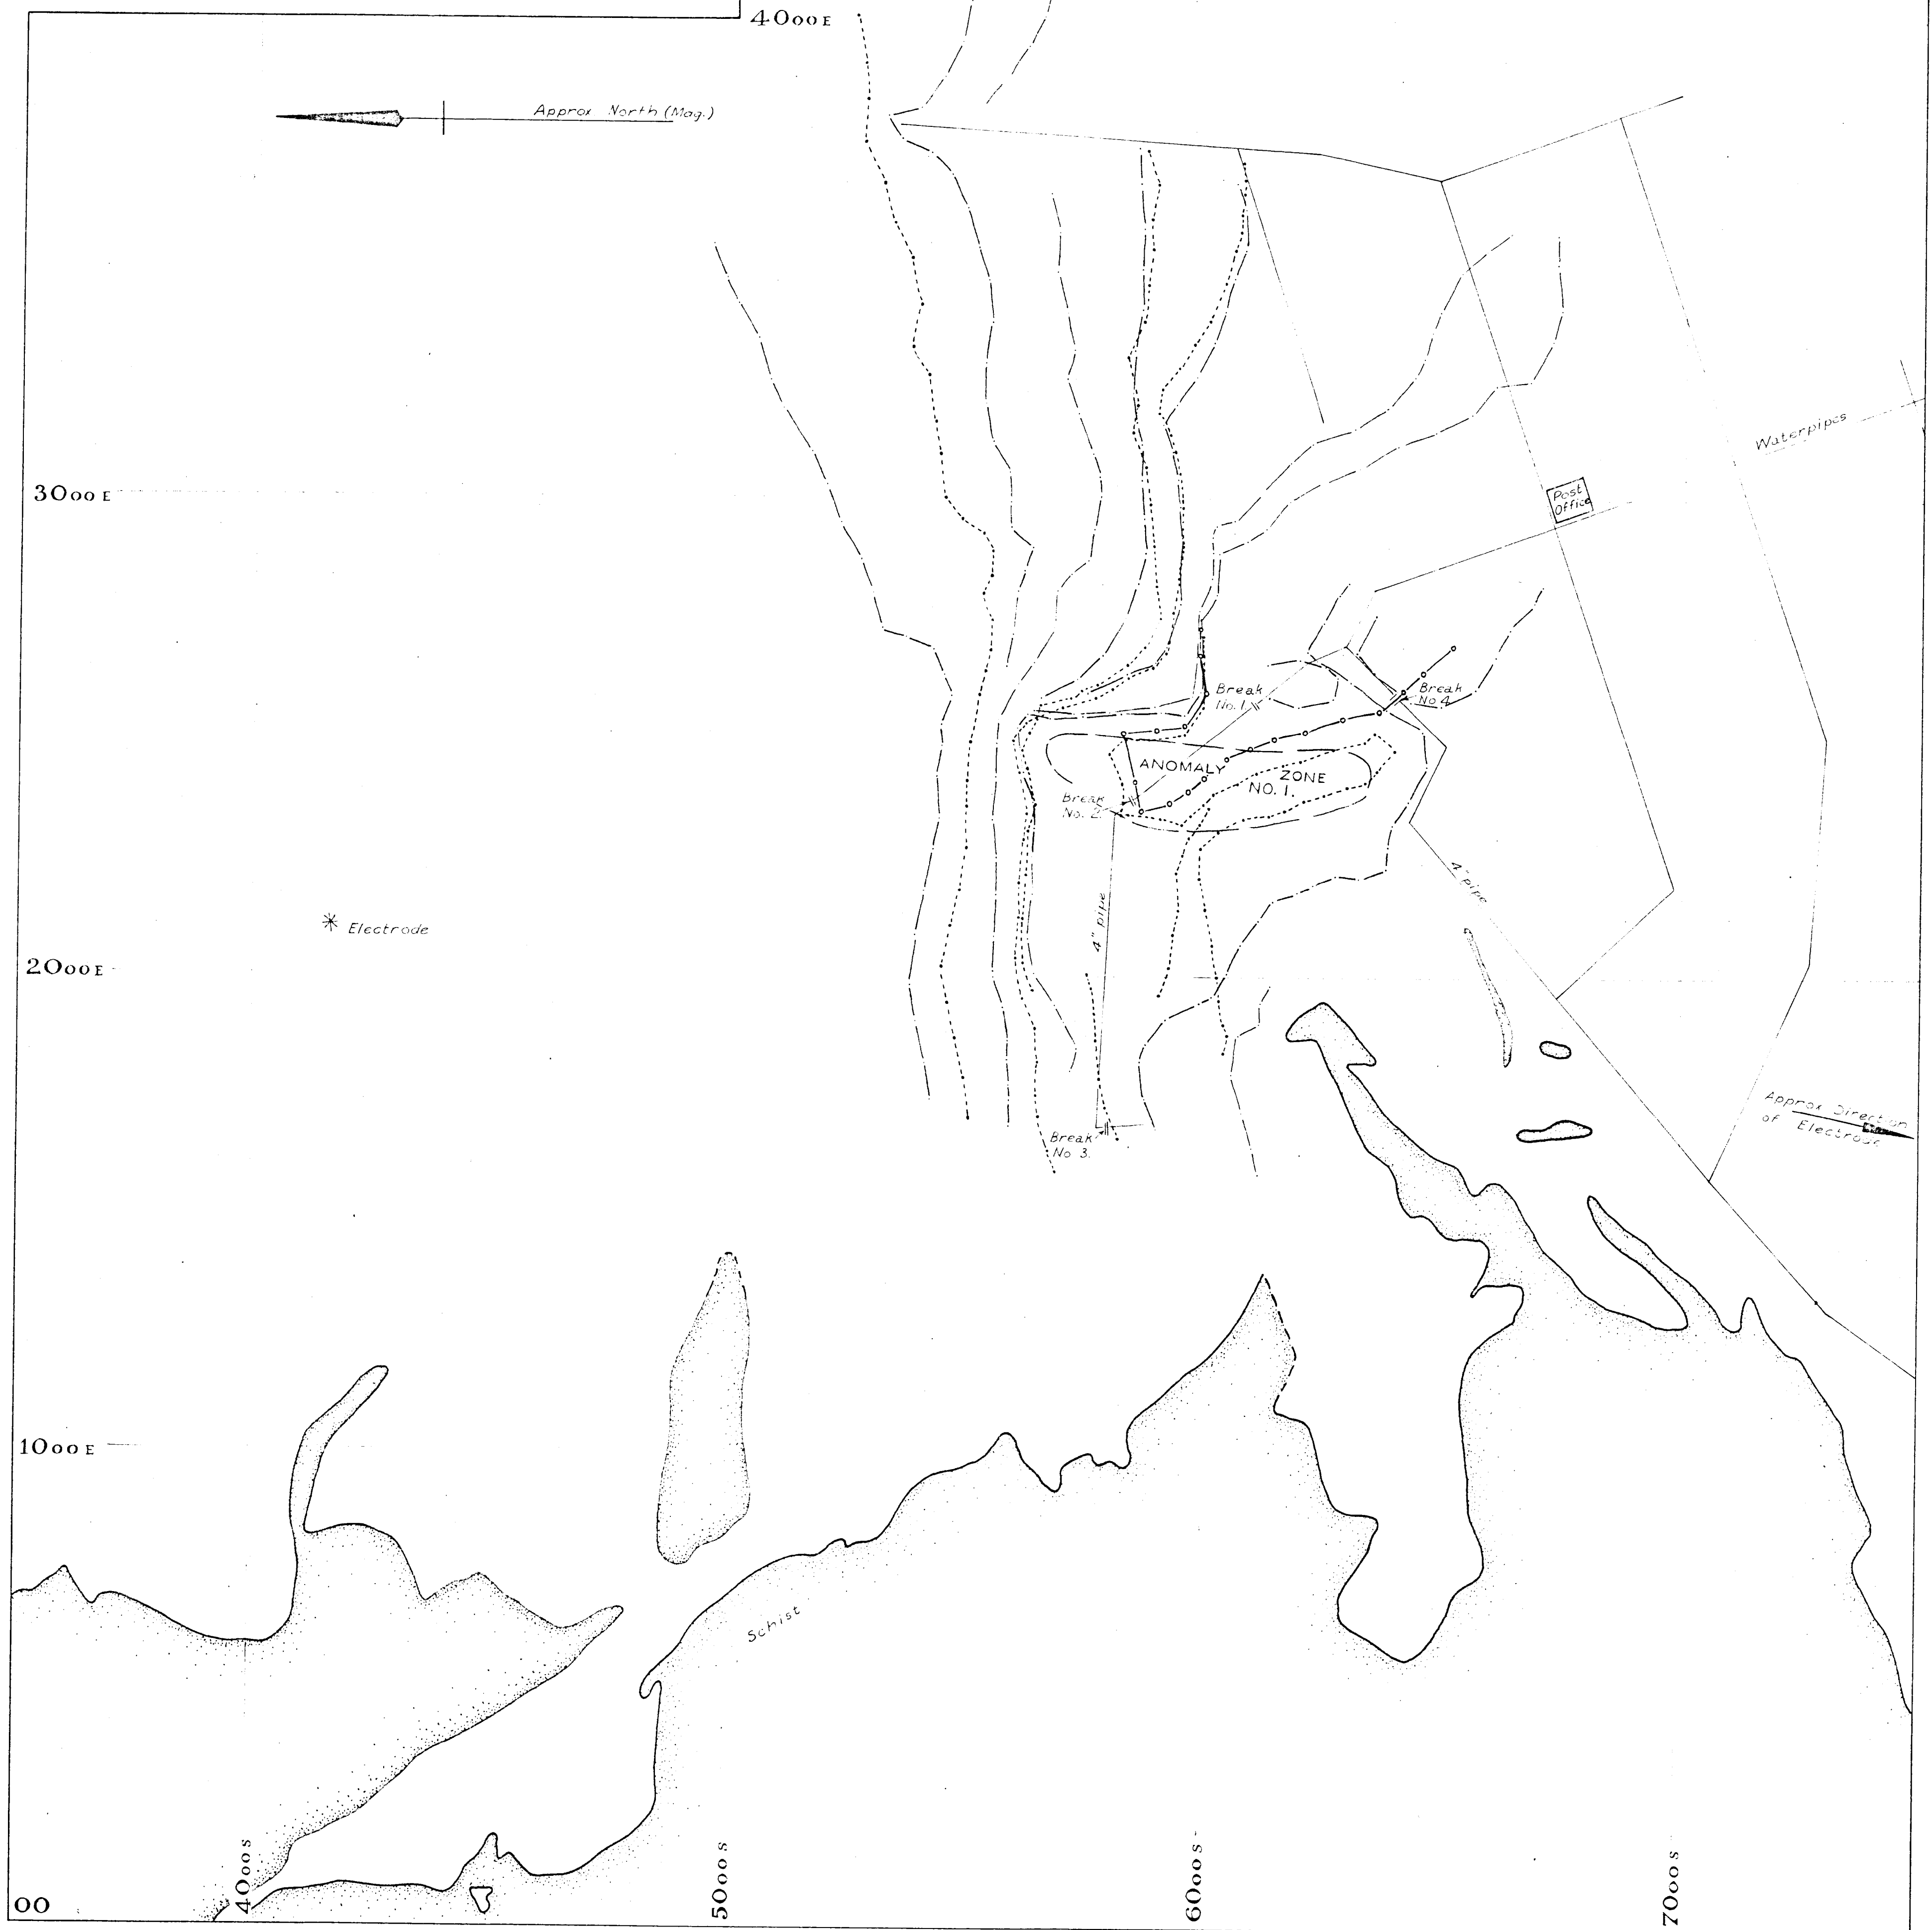 4000E
Approx North (Mag.)
Waterpipes
3000E
Post
Office
Break
No. 1.
Break
No 4
ANOMALY ZONE
NO. 1.
Break
No. 2.
4" pipe
4" pipe
Electrode
2000E
Approx Direction
of Electrode
Break
No 3.
1000E
Schist
4000S
5000S
6000S
7000S
00